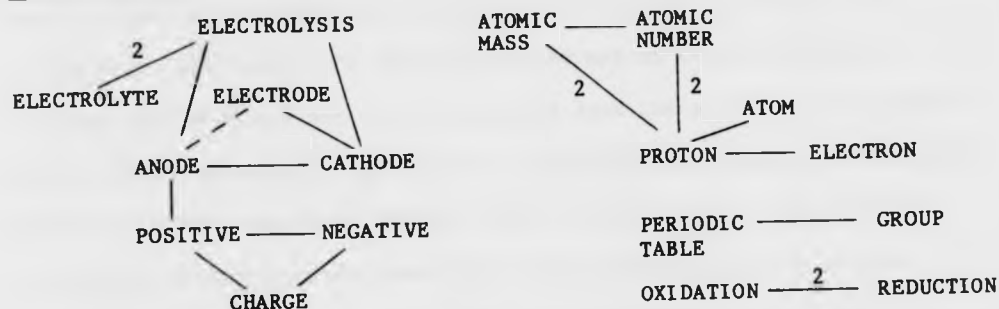 ELECTROLYSIS
2
ELECTROLYTE
ELECTRODE
ANODE
CATHODE
POSITIVE
NEGATIVE
CHARGE
ATOMIC
MASS
ATOMIC
NUMBER
2
2
ATOM
PROTON
ELECTRON
PERIODIC
TABLE
GROUP
OXIDATION
2
REDUCTION